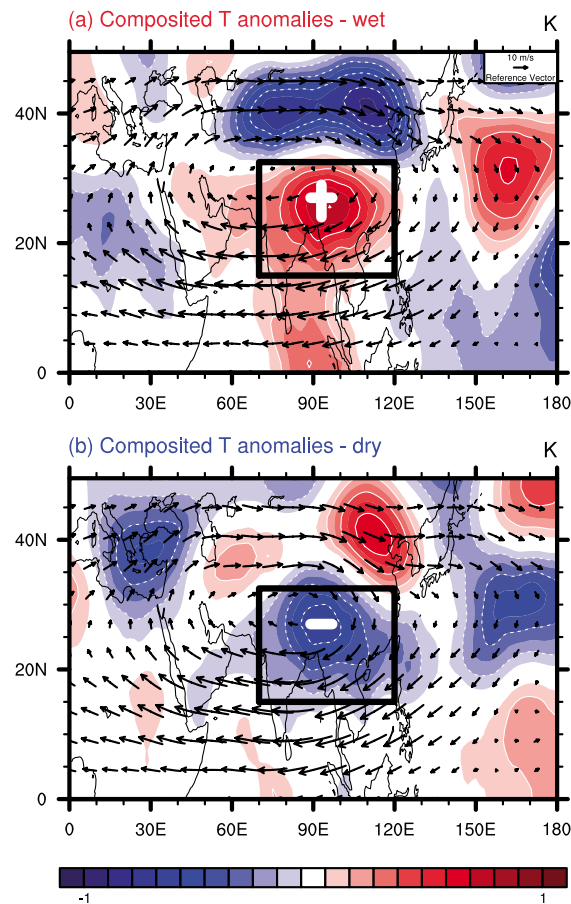 (a) Composited T anomalies - wet
K
10 m/s
Reference Vector
40N
20N
0
0 30E 60E 90E 120E 150E 180
(b) Composited T anomalies - dry
K
40N
20N
0
0 30E 60E 90E 120E 150E 180
-1 1